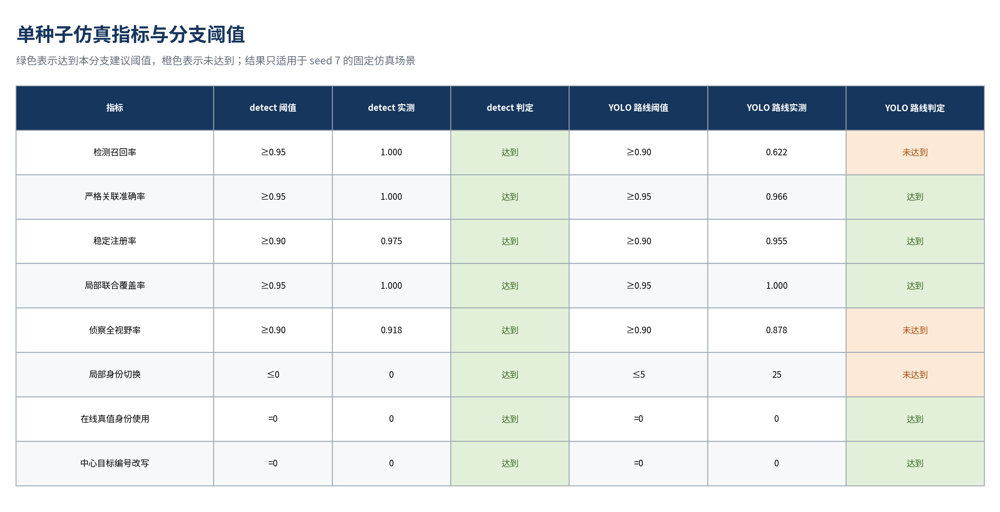 单种子仿真指标与分支阈值
绿色表示达到本分支建议阈值，橙色表示未达到；结果只适用于 seed 7 的固定仿真场景
指标 detect 阈值 detect 实测 detect 判定 YOLO 路线阈值 YOLO 路线实测 YOLO 路线判定
检测召回率 ≥0.95 1.000 达到 ≥0.90 0.622 未达到
严格关联准确率 ≥0.95 1.000 达到 ≥0.95 0.966 达到
稳定注册率 ≥0.90 0.975 达到 ≥0.90 0.955 达到
局部联合覆盖率 ≥0.95 1.000 达到 ≥0.95 1.000 达到
侦察全视野率 ≥0.90 0.918 达到 ≥0.90 0.878 未达到
局部身份切换 ≤0 0 达到 ≤5 25 未达到
在线真值身份使用 =0 0 达到 =0 0 达到
中心目标编号改写 =0 0 达到 =0 0 达到